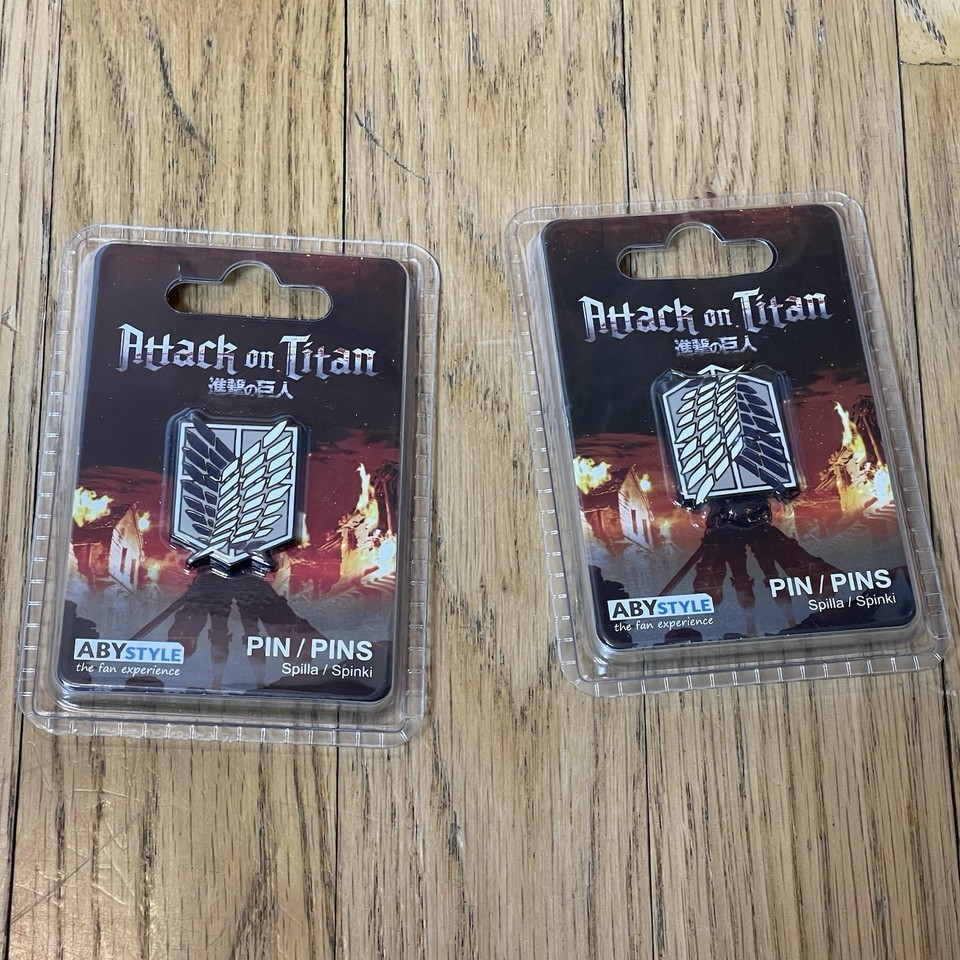 Attack on Titan
進撃の巨人
ABYSTYLE
the fan experience
PIN / PINS
Spilla / Spinki
Attack on Titan
進撃の巨人
ABYSTYLE
the fan experience
PIN / PINS
Spilla / Spinki